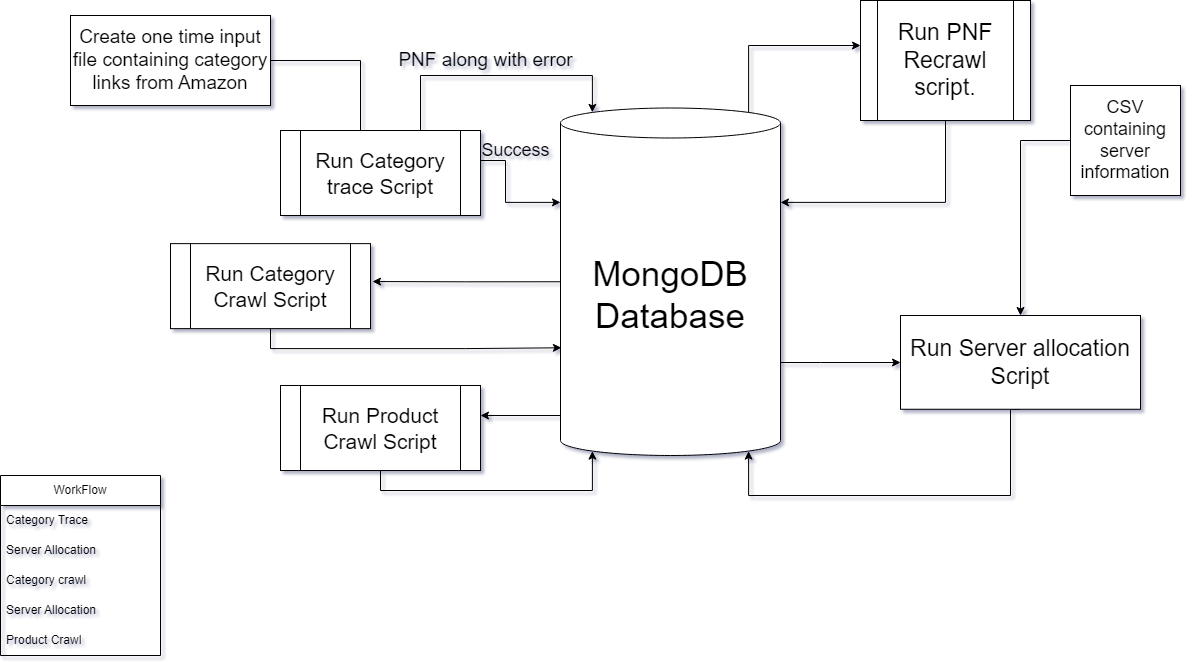 Create one time input
file containing category
links from Amazon
PNF along with error
Run PNF
Recrawl
script.
CSV
containing
server
information
Run Category
trace Script
Success
Run Category
Crawl Script
MongoDB
Database
Run Server allocation
Script
Run Product
Crawl Script
WorkFlow
Category Trace
Server Allocation
Category crawl
Server Allocation
Product Crawl